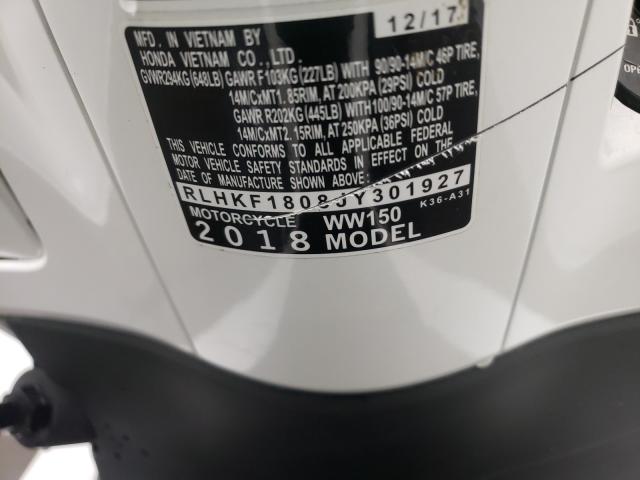 12/17
MFD. IN VIETNAM BY
HONDA VIETNAM CO., LTD.
GVWR294KG (648LB) GAWR F103KG (227LB) WITH 90/90-14M/C 46P TIRE,
14M/CxMT1. 85RIM, AT 200KPA (29PSI) COLD
GAWR R202KG (445LB) WITH100/90-14M/C 57P TIRE,
14M/CxMT2. 15RIM, AT 250KPA (36PSI) COLD
THIS VEHICLE CONFORMS TO ALL APPLICABLE FEDERAL
MOTOR VEHICLE SAFETY STANDARDS IN EFFECT ON THE
DATE OF MANUFACTURE SHOWN ABOVE.
RLHKF1808JY301927
K36-A31
MOTORCYCLE WW150
2018 MODEL